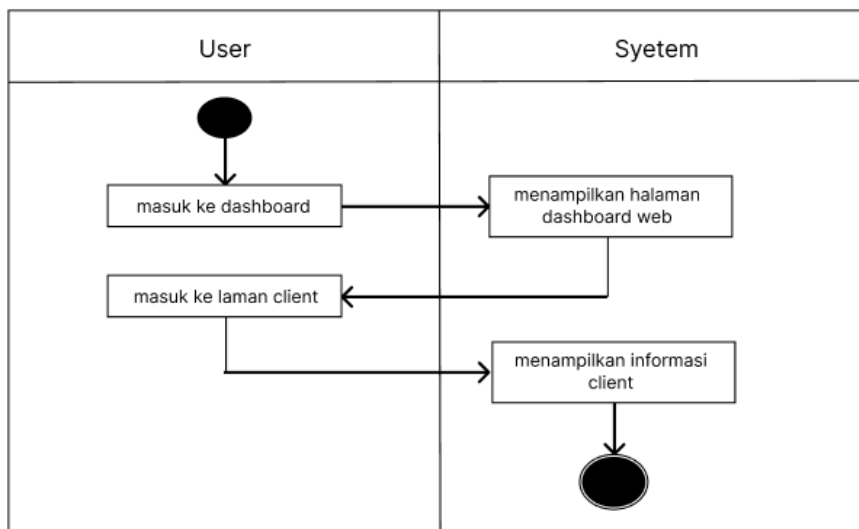 User
Syetem
masuk ke dashboard
menampilkan halaman
dashboard web
masuk ke laman client
menampilkan informasi
client